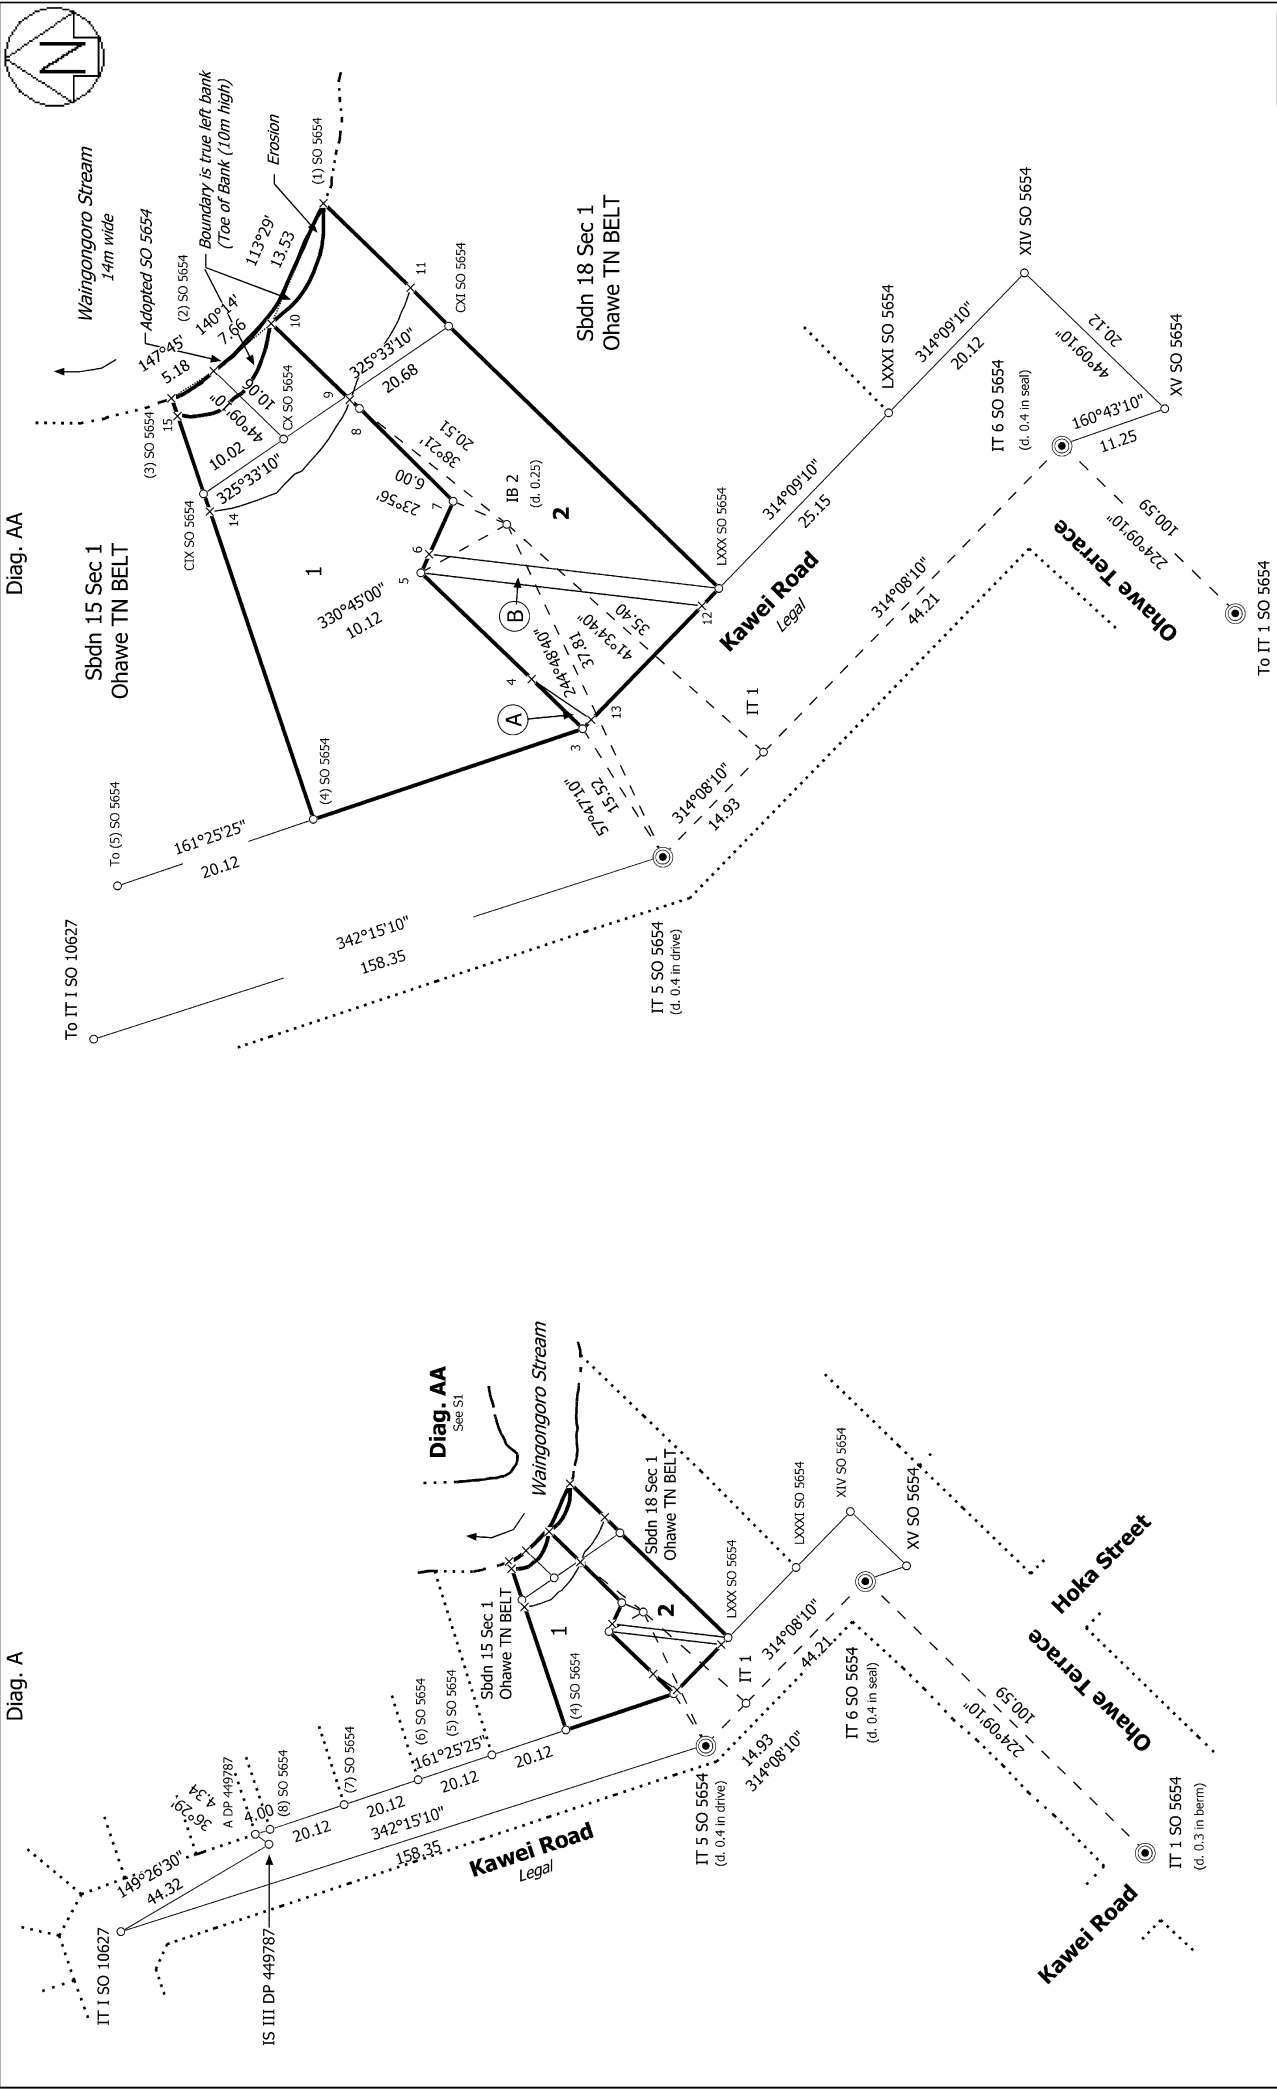 Diag. A
IT I SO 10627
IS III DP 449787
149°26'30"
44.32
36°29'
4.34
A DP 449787
4.00
(8) SO 5654
20.12
(7) SO 5654
20.12
(6) SO 5654
(5) SO 5654
161°25'25"
20.12
20.12
342°15'10"
158.35
Kawei Road
Legal
Sbdn 15 Sec 1
Ohawe TN BELT
(4) SO 5654
1
2
Diag. AA
See S1
Waingongoro Stream
Sbdn 18 Sec 1
Ohawe TN BELT
LXXX SO 5654
LXXXI SO 5654
XIV SO 5654
XV SO 5654
IT 5 SO 5654
(d. 0.4 in drive)
IT 1
14.93
314°08'10"
314°08'10"
44.21
IT 6 SO 5654
(d. 0.4 in seal)
Hoka Street
Ohawe Terrace
224°09'10"
100.59
IT 1 SO 5654
(d. 0.3 in berm)
Kawei Road
Diag. AA
N
To IT I SO 10627
To (5) SO 5654
161°25'25"
20.12
342°15'10"
158.35
Sbdn 15 Sec 1
Ohawe TN BELT
Waingongoro Stream
14m wide
Adopted SO 5654
Boundary is true left bank
(Toe of Bank (10m high)
Erosion
(3) SO 5654
15
147°45'
5.18
(2) SO 5654
140°14'
7.66
113°29'
13.53
(1) SO 5654
10
CIX SO 5654
14
10.02
325°33'10"
44°09'10"
10.06
CX SO 5654
9
8
325°33'10"
20.68
11
CXI SO 5654
Sbdn 18 Sec 1
Ohawe TN BELT
(4) SO 5654
1
330°45'00"
10.12
5
6
7
23°56'
6.00
38°21'
20.51
IB 2
(d. 0.25)
2
4
A
B
3
13
12
244°48'40"
37.81
41°34'40"
35.40
57°47'10"
15.52
LXXX SO 5654
Kawei Road
Legal
314°09'10"
25.15
LXXXI SO 5654
314°09'10"
20.12
XIV SO 5654
44°09'10"
20.12
XV SO 5654
160°43'10"
11.25
IT 6 SO 5654
(d. 0.4 in seal)
IT 5 SO 5654
(d. 0.4 in drive)
314°08'10"
14.93
IT 1
314°08'10"
44.21
Ohawe Terrace
224°09'10"
100.59
To IT 1 SO 5654